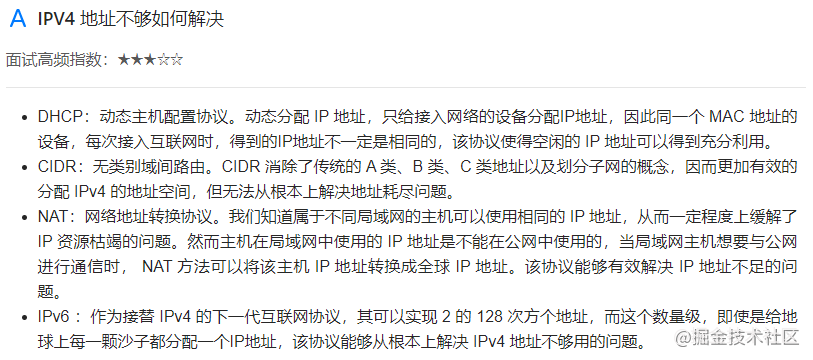 IPV4 地址不够如何解决
面试高频指数：★★★☆☆
• DHCP：动态主机配置协议。动态分配 IP 地址，只给接入网络的设备分配IP地址，因此同一个 MAC 地址的
设备，每次接入互联网时，得到的IP地址不一定是相同的，该协议使得空闲的 IP 地址可以得到充分利用。
• CIDR：无类别域间路由。CIDR 消除了传统的 A 类、B 类、C 类地址以及划分子网的概念，因而更加有效的
分配 IPv4 的地址空间，但无法从根本上解决地址耗尽问题。
• NAT：网络地址转换协议。我们知道属于不同局域网的主机可以使用相同的 IP 地址，从而一定程度上缓解了
IP 资源枯竭的问题。然而主机在局域网中使用的 IP 地址是不能在公网中使用的，当局域网主机想要与公网
进行通信时， NAT 方法可以将该主机 IP 地址转换成全球 IP 地址。该协议能够有效解决 IP 地址不足的问
题。
• IPv6 ：作为接替 IPv4 的下一代互联网协议，其可以实现 2 的 128 次方个地址，而这个数量级，即使是给地
球上每一颗沙子都分配一个IP地址，该协议能够从根本上解决 IPv4 地址不够用的问题。
@掘金技术社区